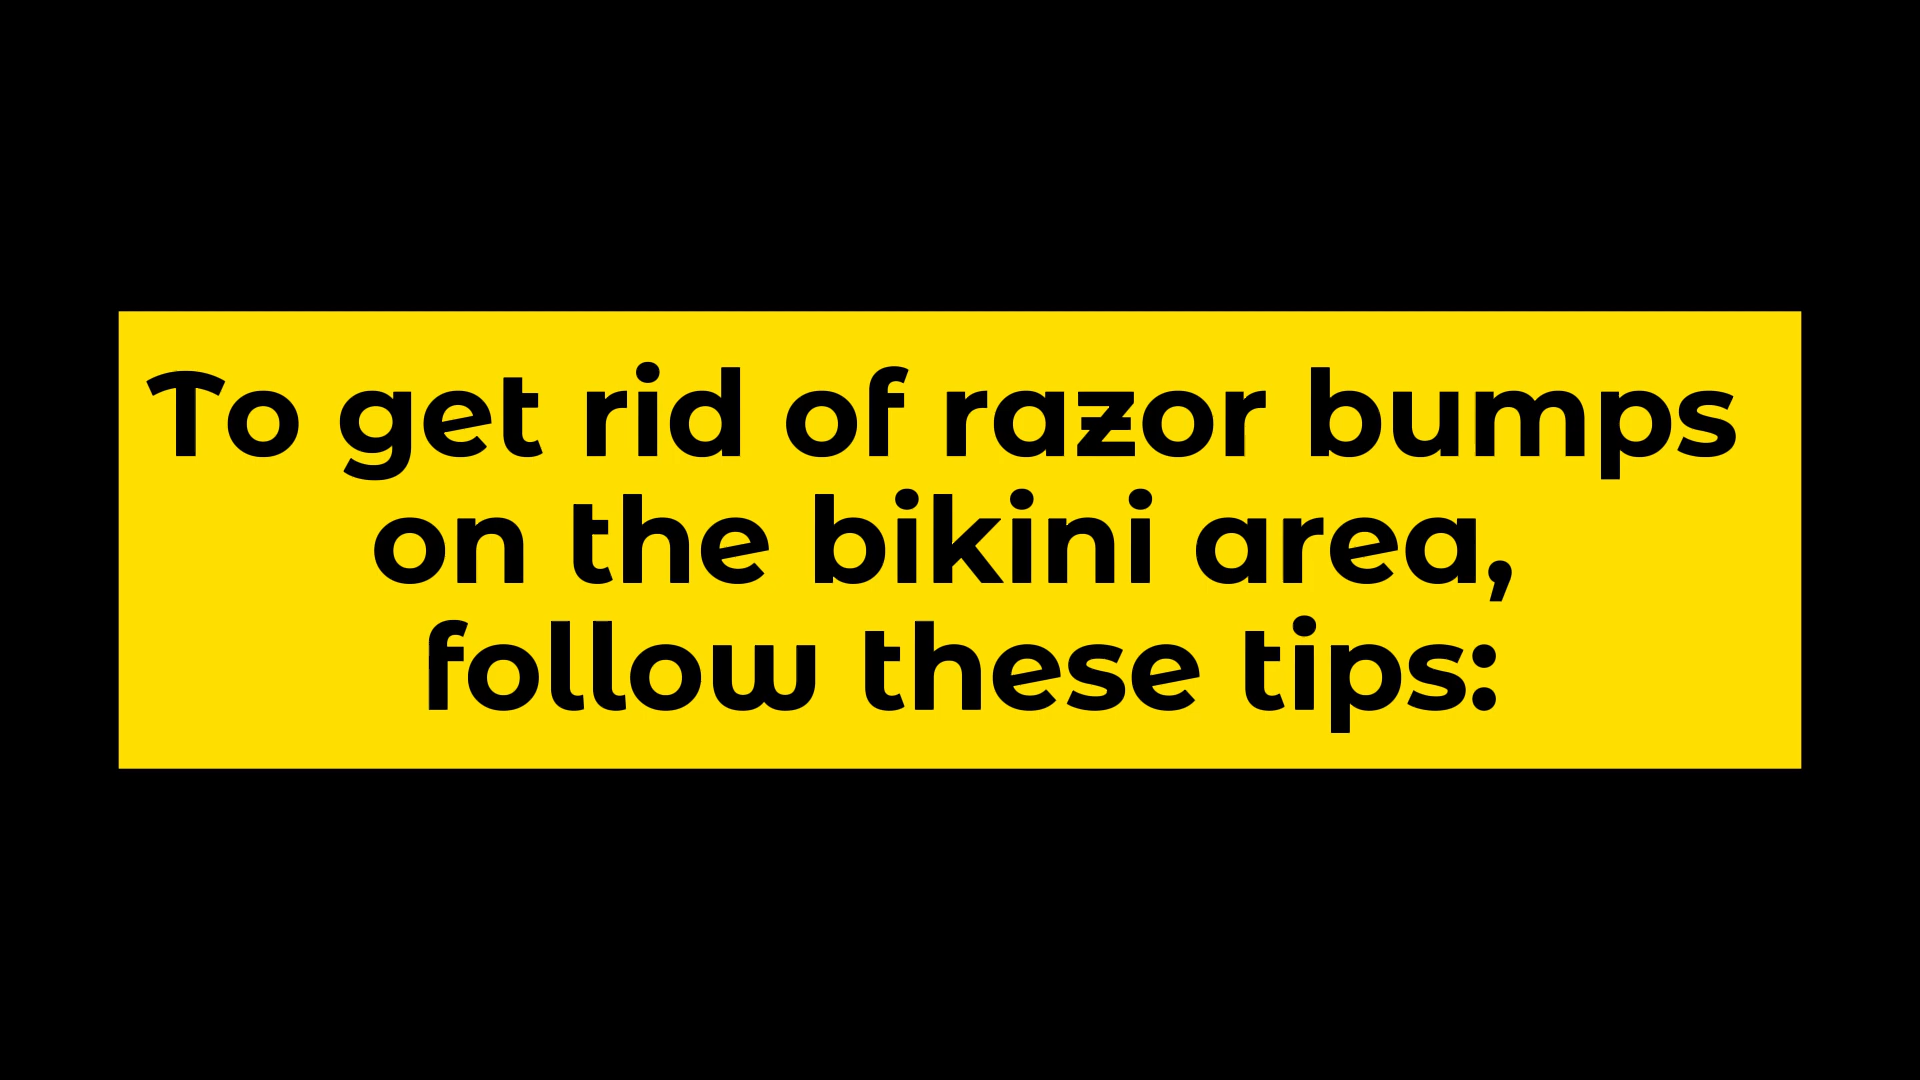 To get rid of razor bumps
on the bikini area,
follow these tips: